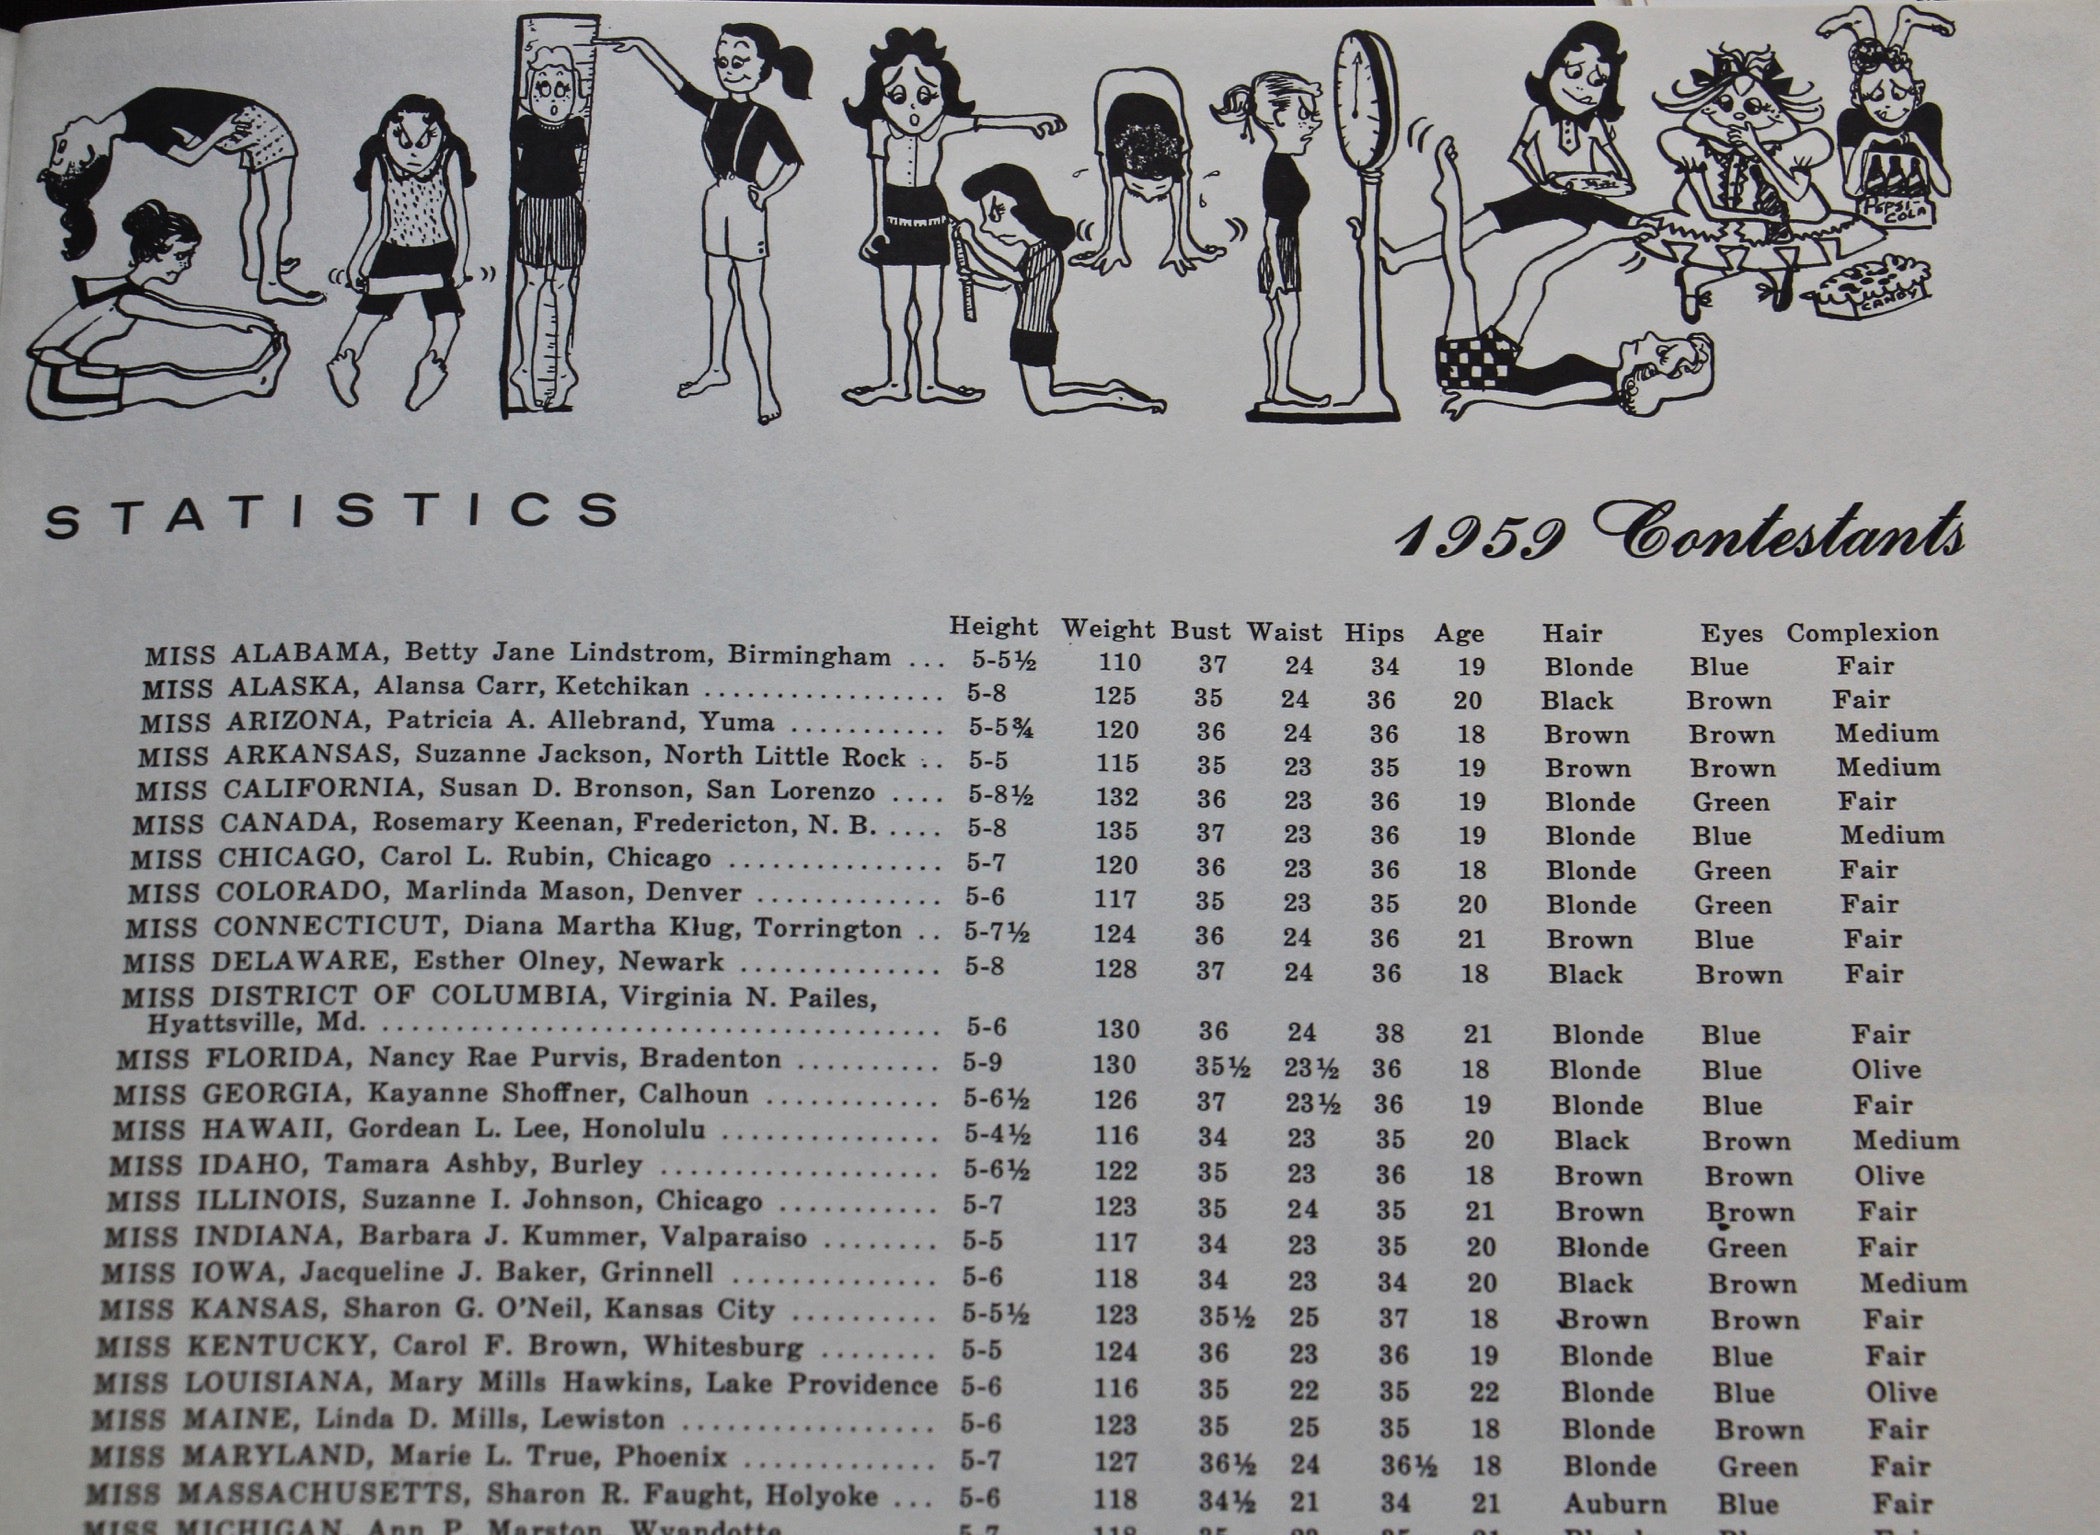 PEPSI-
COLA
CANDY
STATISTICS 1959 Contestants
Height Weight Bust Waist Hips Age Hair Eyes Complexion
MISS ALABAMA, Betty Jane Lindstrom, Birmingham ... 5-5½ 110 37 24 34 19 Blonde Blue Fair
MISS ALASKA, Alansa Carr, Ketchikan ................. 5-8 125 35 24 36 20 Black Brown Fair
MISS ARIZONA, Patricia A. Allebrand, Yuma ........... 5-5¾ 120 36 24 36 18 Brown Brown Medium
MISS ARKANSAS, Suzanne Jackson, North Little Rock .. 5-5 115 35 23 35 19 Brown Brown Medium
MISS CALIFORNIA, Susan D. Bronson, San Lorenzo .... 5-8½ 132 36 23 36 19 Blonde Green Fair
MISS CANADA, Rosemary Keenan, Fredericton, N. B. .... 5-8 135 37 23 36 19 Blonde Blue Medium
MISS CHICAGO, Carol L. Rubin, Chicago ............... 5-7 120 36 23 36 18 Blonde Green Fair
MISS COLORADO, Marlinda Mason, Denver ............. 5-6 117 35 23 35 20 Blonde Green Fair
MISS CONNECTICUT, Diana Martha Klug, Torrington .. 5-7½ 124 36 24 36 21 Brown Blue Fair
MISS DELAWARE, Esther Olney, Newark .............. 5-8 128 37 24 36 18 Black Brown Fair
MISS DISTRICT OF COLUMBIA, Virginia N. Pailes,
Hyattsville, Md. ....................................... 5-6 130 36 24 38 21 Blonde Blue Fair
MISS FLORIDA, Nancy Rae Purvis, Bradenton .......... 5-9 130 35½ 23½ 36 18 Blonde Blue Olive
MISS GEORGIA, Kayanne Shoffner, Calhoun ............ 5-6½ 126 37 23½ 36 19 Blonde Blue Fair
MISS HAWAII, Gordean L. Lee, Honolulu ............... 5-4½ 116 34 23 35 20 Black Brown Medium
MISS IDAHO, Tamara Ashby, Burley ................... 5-6½ 122 35 23 36 18 Brown Brown Olive
MISS ILLINOIS, Suzanne I. Johnson, Chicago ........... 5-7 123 35 24 35 21 Brown Brown Fair
MISS INDIANA, Barbara J. Kummer, Valparaiso ........ 5-5 117 34 23 35 20 Blonde Green Fair
MISS IOWA, Jacqueline J. Baker, Grinnell .............. 5-6 118 34 23 34 20 Black Brown Medium
MISS KANSAS, Sharon G. O'Neil, Kansas City .......... 5-5½ 123 35½ 25 37 18 Brown Brown Fair
MISS KENTUCKY, Carol F. Brown, Whitesburg ........ 5-5 124 36 23 36 19 Blonde Blue Fair
MISS LOUISIANA, Mary Mills Hawkins, Lake Providence 5-6 116 35 22 35 22 Blonde Blue Olive
MISS MAINE, Linda D. Mills, Lewiston .................. 5-6 123 35 25 35 18 Blonde Brown Fair
MISS MARYLAND, Marie L. True, Phoenix ............. 5-7 127 36½ 24 36½ 18 Blonde Green Fair
MISS MASSACHUSETTS, Sharon R. Faught, Holyoke ... 5-6 118 34½ 21 34 21 Auburn Blue Fair
MISS MICHIGAN, Ann P. Marston, Wyandotte 5-7 118